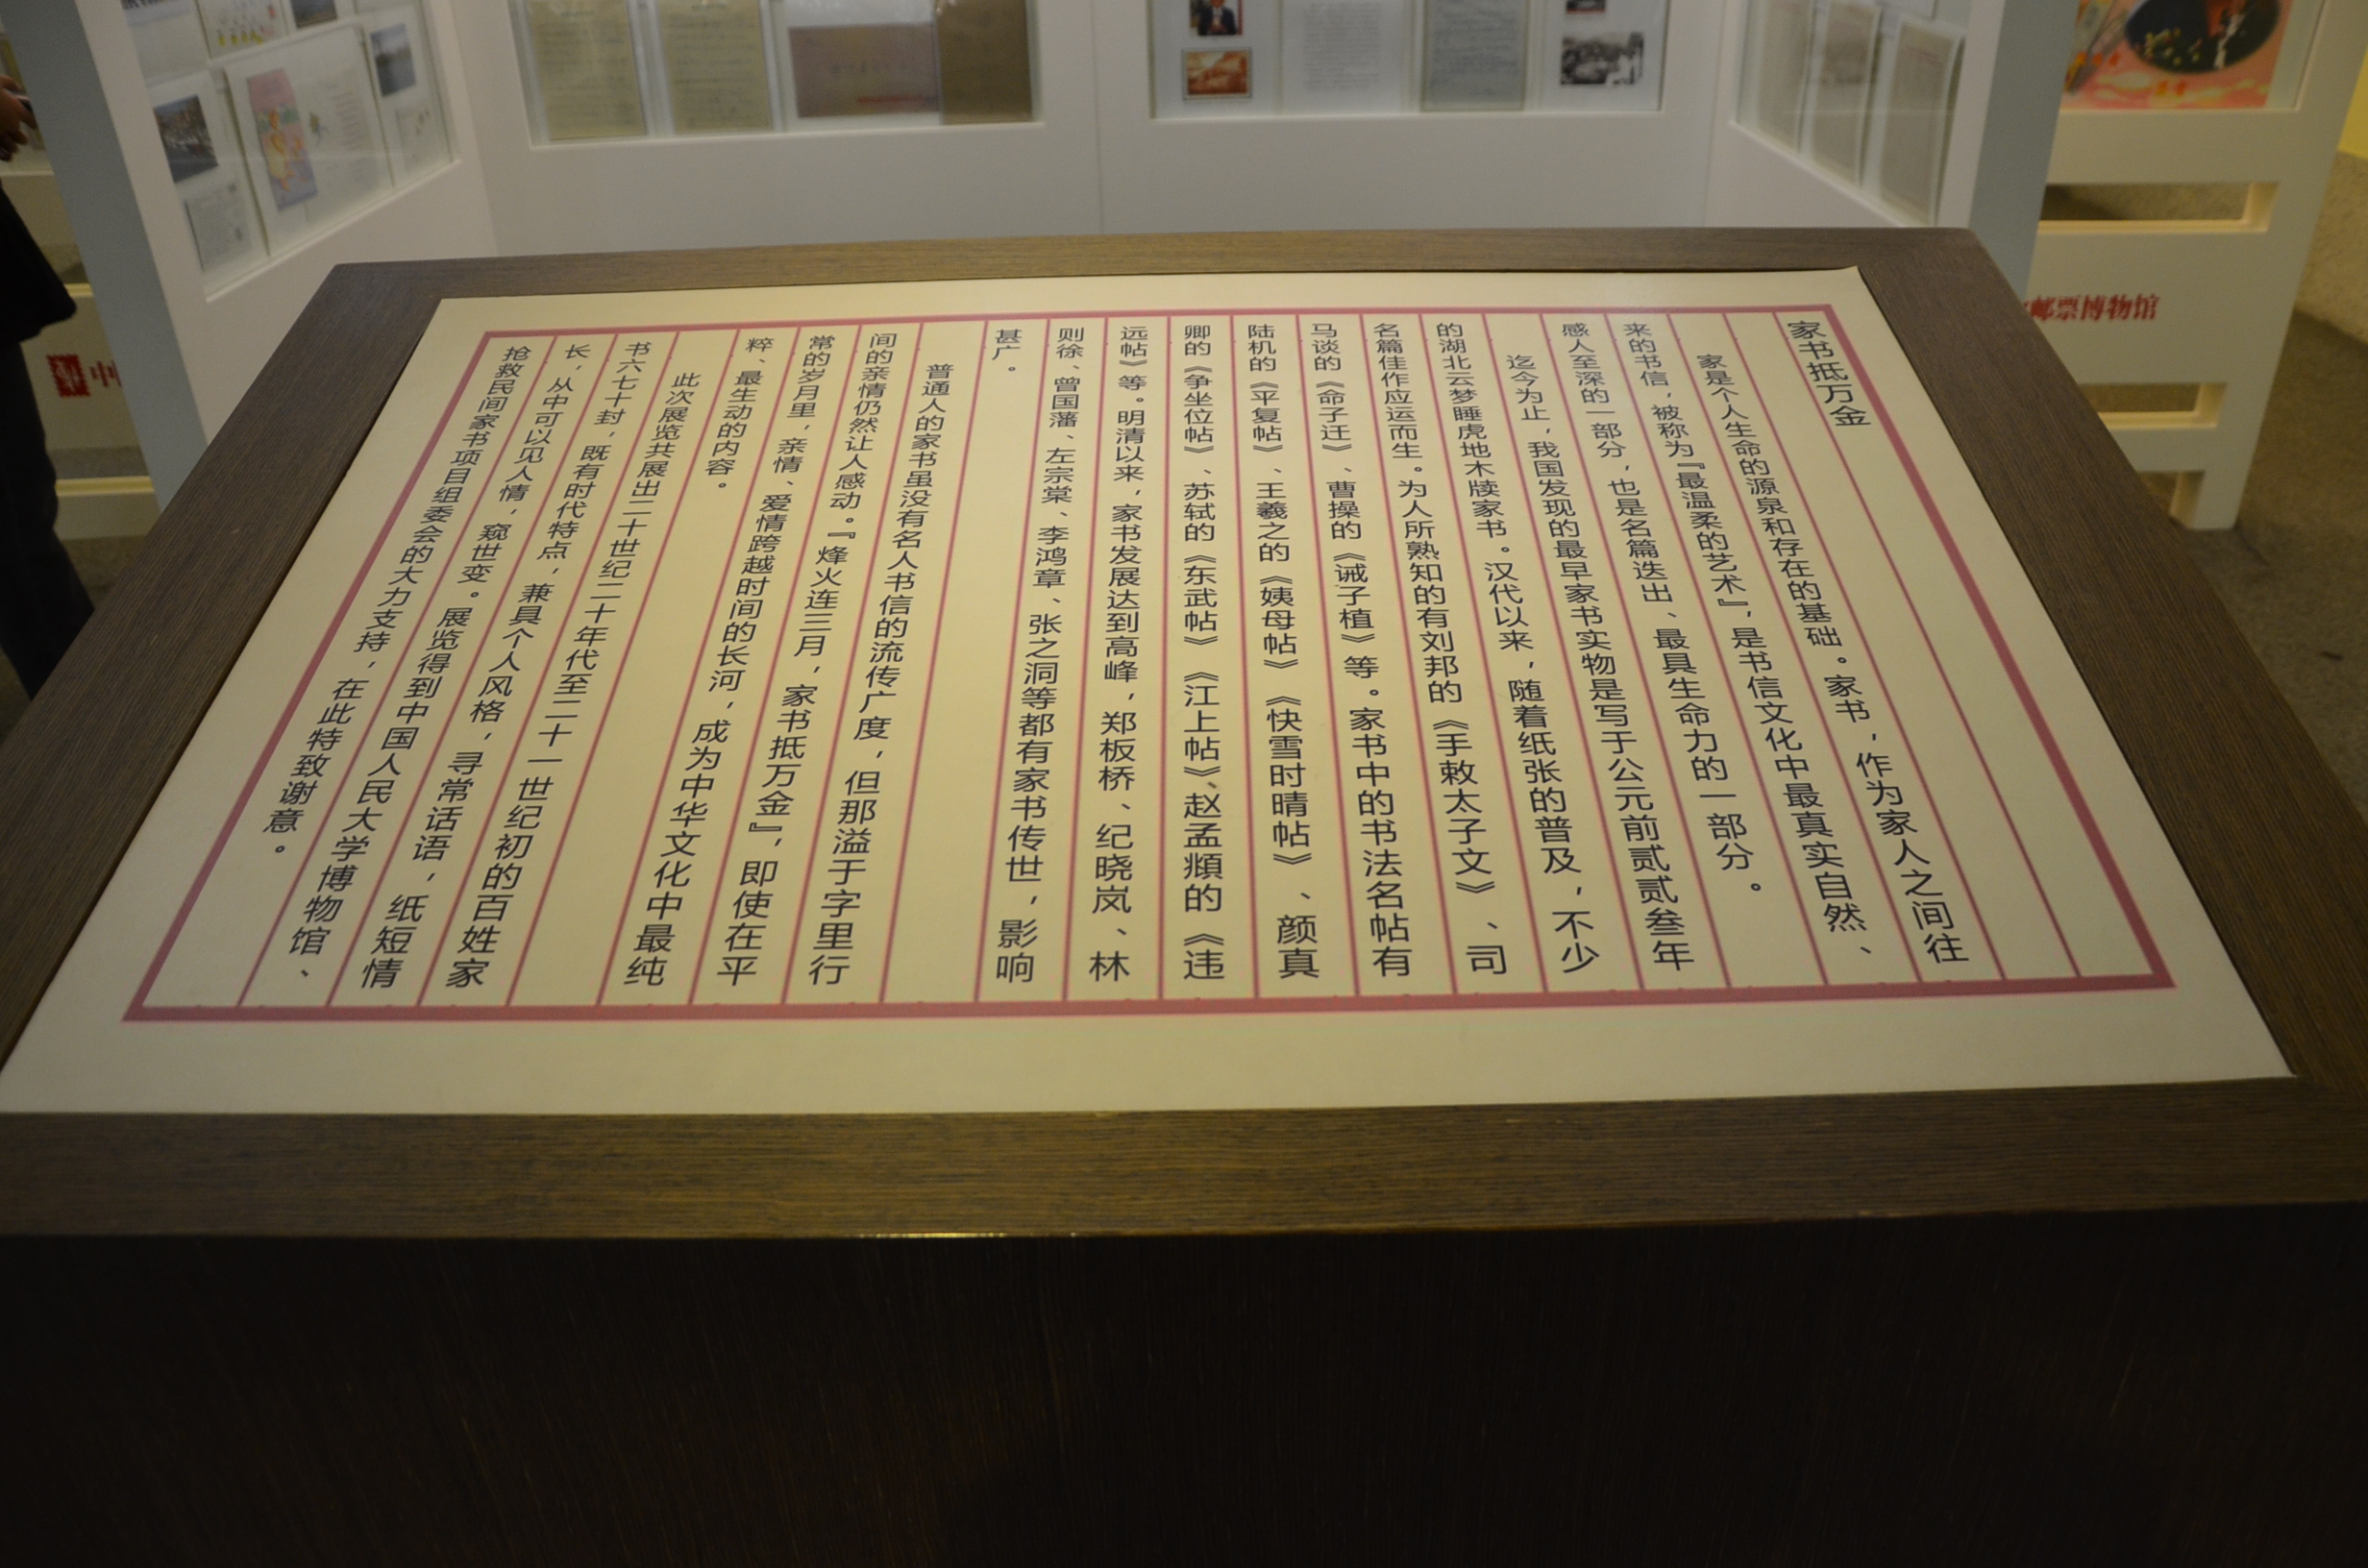 家书抵万金
家是个人生命的源泉和存在的基础。家书，作为家人之间往
来的书信，被称为『最温柔的艺术』，是书信文化中最真实自然、
感人至深的一部分，也是名篇迭出、最具生命力的一部分。
迄今为止，我国发现的最早家书实物是写于公元前贰贰叁年
的湖北云梦睡虎地木牍家书。汉代以来，随着纸张的普及，不少
名篇佳作应运而生。为人所熟知的有刘邦的《手敕太子文》、司
马谈的《命子迁》、曹操的《诫子植》等。家书中的书法名帖有
陆机的《平复帖》、王羲之的《姨母帖》《快雪时晴帖》、颜真
卿的《争坐位帖》、苏轼的《东武帖》《江上帖》、赵孟頫的《违
远帖》等。明清以来，家书发展达到高峰，郑板桥、纪晓岚、林
则徐、曾国藩、左宗棠、李鸿章、张之洞等都有家书传世，影响
甚广。
普通人的家书虽没有名人书信的流传广度，但那溢于字里行
间的亲情仍然让人感动。『烽火连三月，家书抵万金』，即使在平
常的岁月里，亲情、爱情跨越时间的长河，成为中华文化中最纯
粹、最生动的内容。
此次展览共展出二十世纪二十年代至二十一世纪初的百姓家
书六七十封，既有时代特点，兼具个人风格，寻常话语，纸短情
长，从中可以见人情，窥世变。展览得到中国人民大学博物馆、
抢救民间家书项目组委会的大力支持，在此特致谢意。
中
邮票博物馆